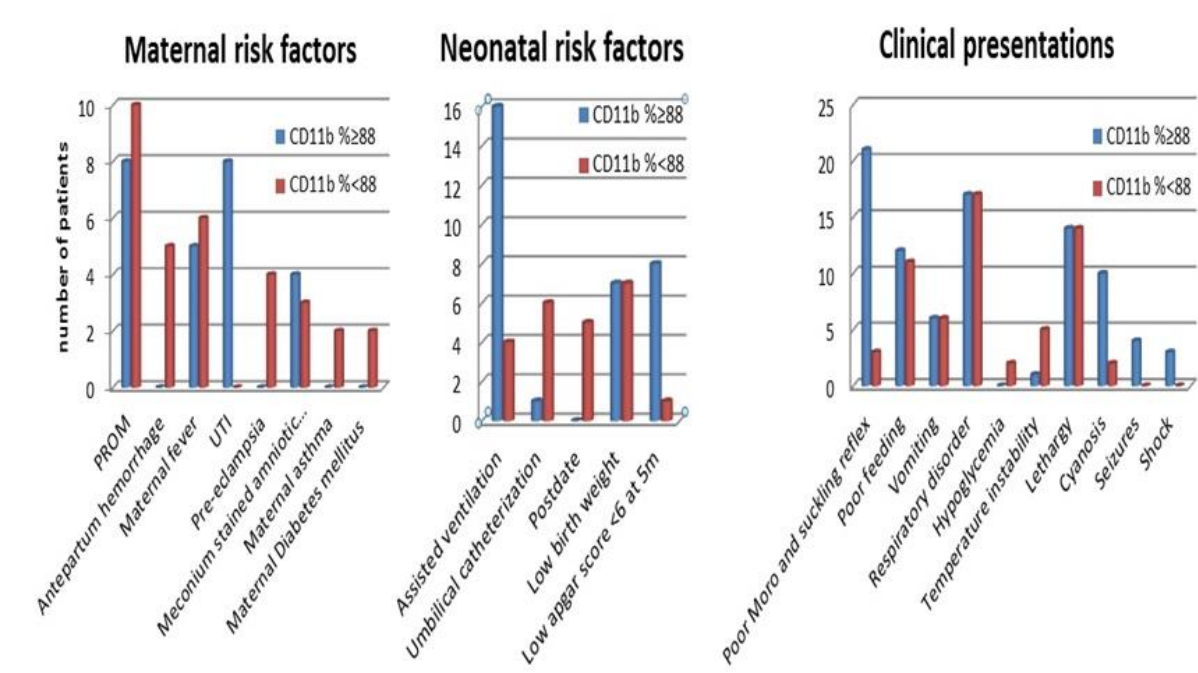 Maternal risk factors
number of patients
10
8
6
4
2
0
CD11b %≥88
CD11b %<88
PROM
Antepartum hemorrhage
Maternal fever
UTI
Pre-edampsia
Meconium stained amniotic...
Maternal asthma
Maternal Diabetes mellitus
Neonatal risk factors
16
14
12
10
8
6
4
2
0
CD11b %≥88
CD11b %<88
Assisted ventilation
Umbilical catheterization
Postdate
Low birth weight
Low apgar score <6 at 5m
Clinical presentations
25
20
15
10
5
0
CD11b %≥88
CD11b %<88
Poor Moro and suckling reflex
Poor feeding
Vomiting
Respiratory disorder
Hypoglycemia
Temperature instability
Lethargy
Cyanosis
Seizures
Shock